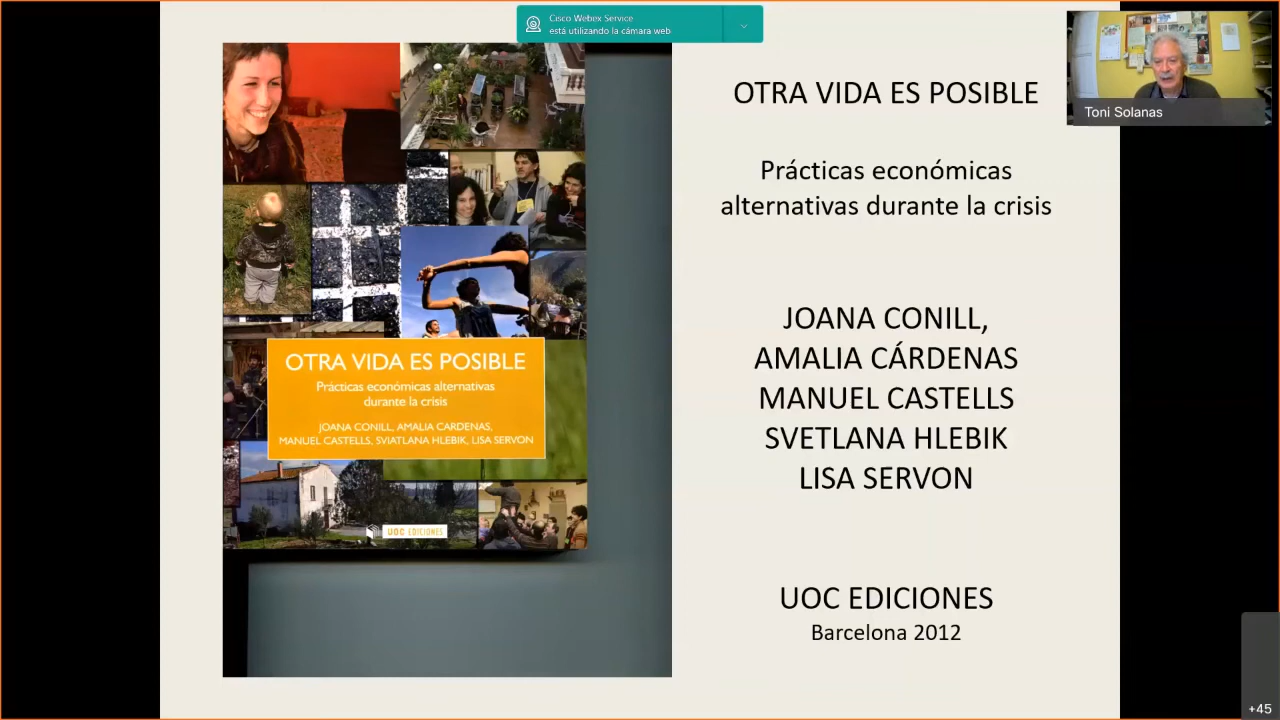 Cisco Webex Service
está utilizando la cámara web
OTRA VIDA ES POSIBLE
Prácticas económicas
alternativas durante la crisis
JOANA CONILL,
AMALIA CÁRDENAS
MANUEL CASTELLS
SVETLANA HLEBIK
LISA SERVON
UOC EDICIONES
Barcelona 2012
OTRA VIDA ES POSIBLE
Prácticas económicas alternativas
durante la crisis
JOANA CONILL, AMALIA CARDENAS,
MANUEL CASTELLS, SVIATLANA HLEBIK, LISA SERVON
UOC EDICIONES
Toni Solanas
+45